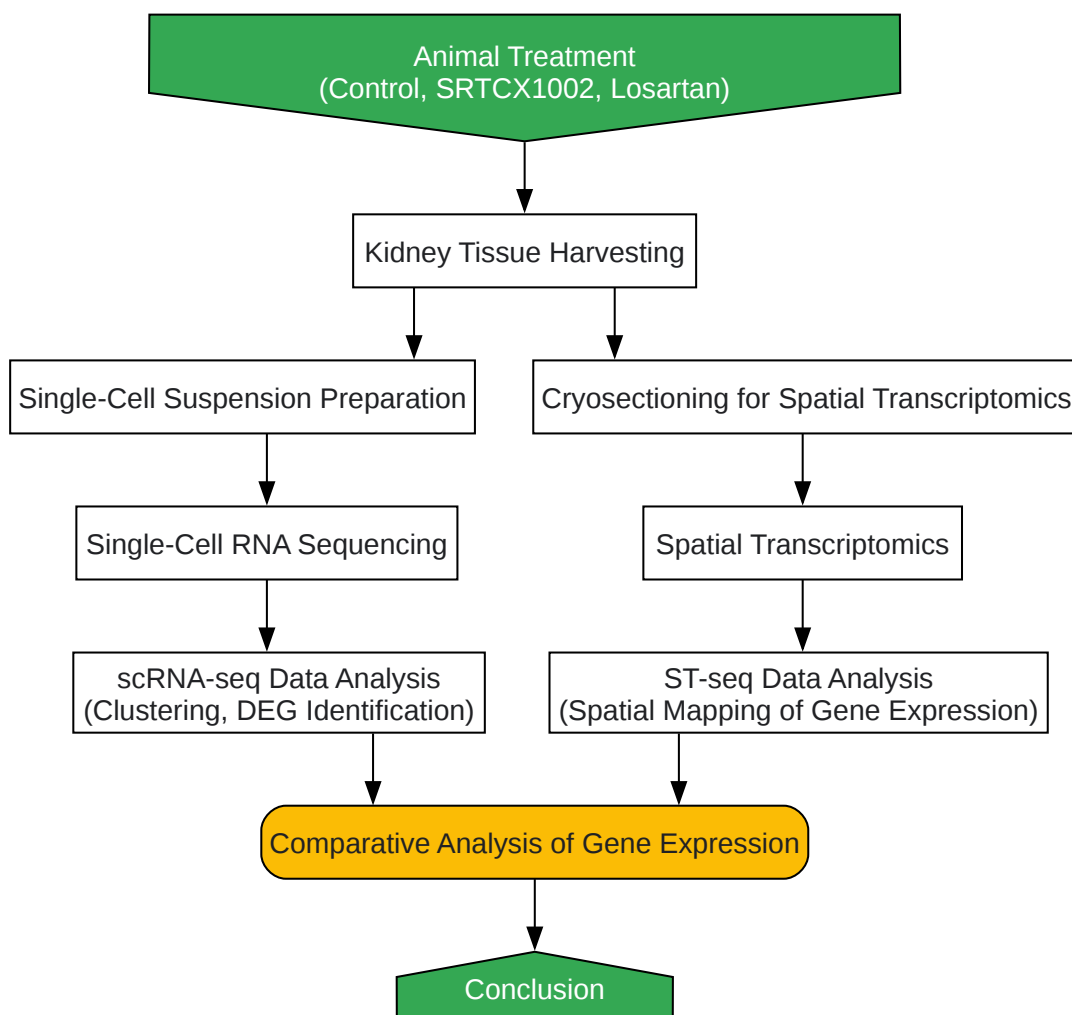 Animal Treatment
(Control, SRTCX1002, Losartan)
Kidney Tissue Harvesting
Single-Cell Suspension Preparation
Cryosectioning for Spatial Transcriptomics
Single-Cell RNA Sequencing
Spatial Transcriptomics
scRNA-seq Data Analysis
(Clustering, DEG Identification)
ST-seq Data Analysis
(Spatial Mapping of Gene Expression)
Comparative Analysis of Gene Expression
Conclusion